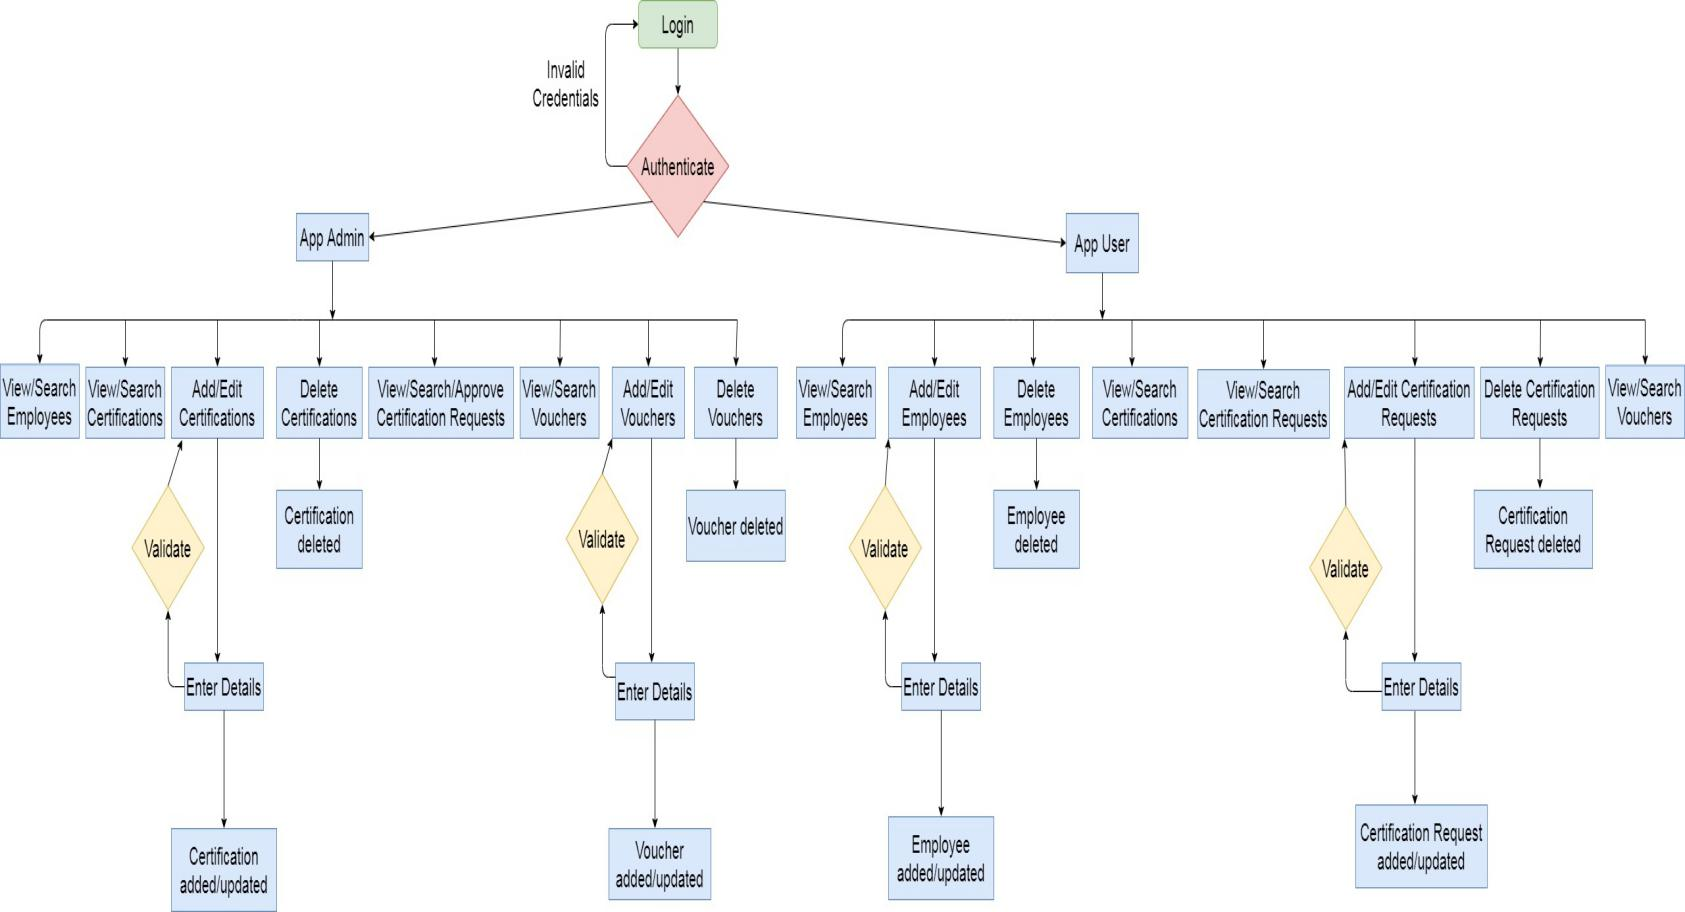 Login
Invalid
Credentials
Authenticate
App Admin
App User
View/Search
Employees
View/Search
Certifications
Add/Edit
Certifications
Delete
Certifications
View/Search/Approve
Certification Requests
View/Search
Vouchers
Add/Edit
Vouchers
Delete
Vouchers
View/Search
Employees
Add/Edit
Employees
Delete
Employees
View/Search
Certifications
View/Search
Certification Requests
Add/Edit Certification
Requests
Delete Certification
Requests
View/Search
Vouchers
Validate
Certification
deleted
Validate
Voucher deleted
Validate
Employee
deleted
Validate
Certification
Request deleted
Enter Details
Enter Details
Enter Details
Enter Details
Certification
added/updated
Voucher
added/updated
Employee
added/updated
Certification Request
added/updated